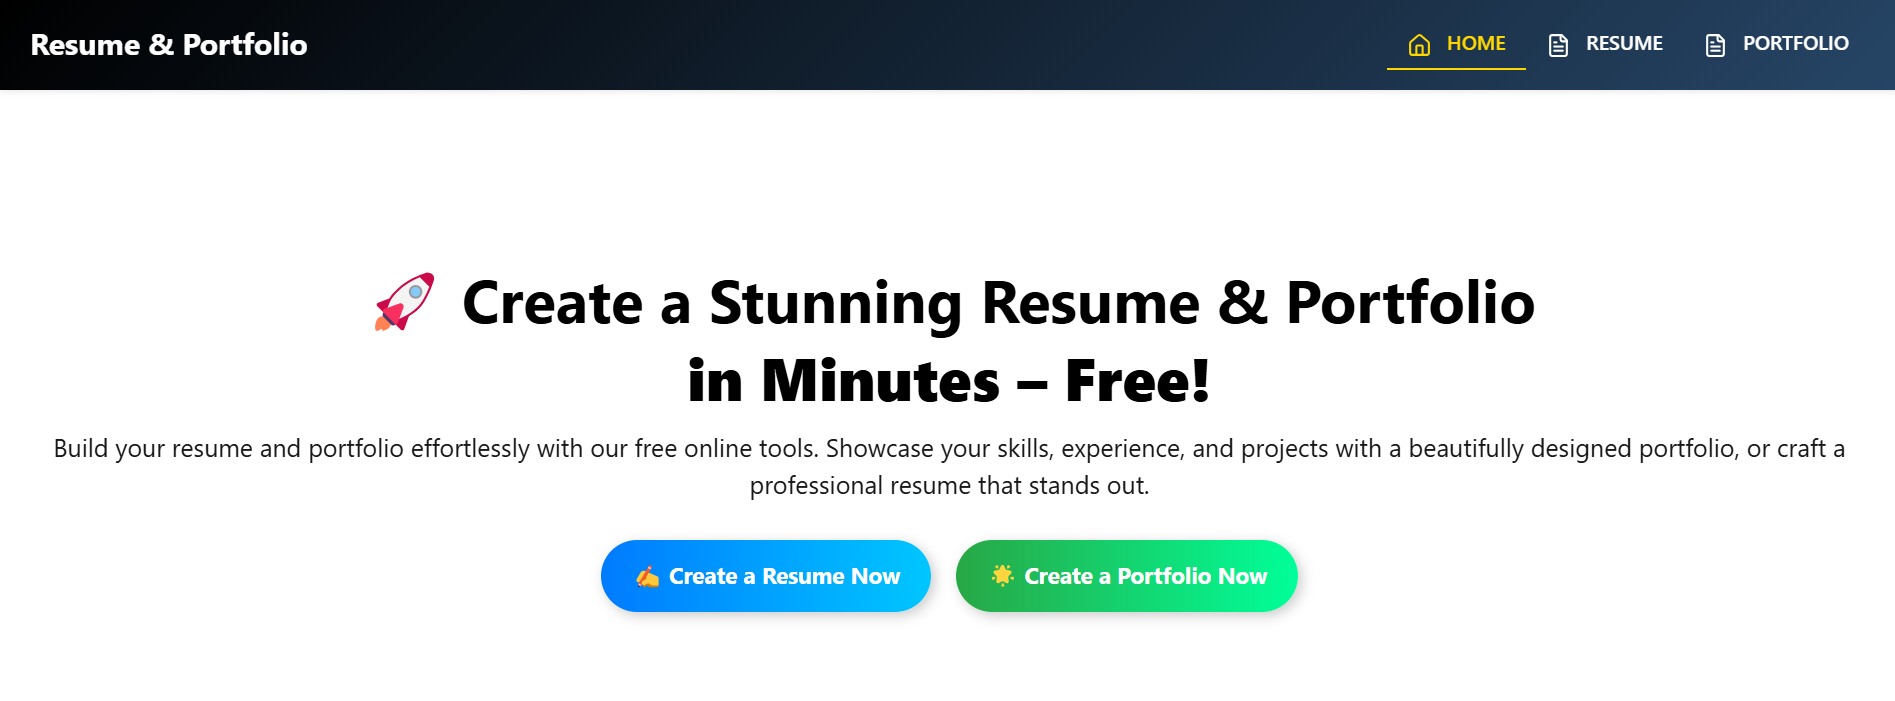 Resume & Portfolio
HOME
RESUME
PORTFOLIO
🚀 Create a Stunning Resume & Portfolio
in Minutes – Free!
Build your resume and portfolio effortlessly with our free online tools. Showcase your skills, experience, and projects with a beautifully designed portfolio, or craft a
professional resume that stands out.
✍️ Create a Resume Now
🌟 Create a Portfolio Now